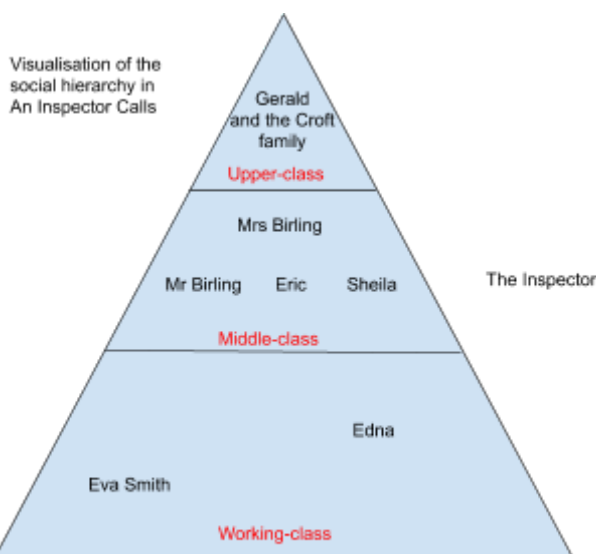 Visualisation of the
social hierarchy in
An Inspector Calls
Gerald
and the Croft
family
Upper-class
Mrs Birling
Mr Birling Eric Sheila
The Inspector
Middle-class
Edna
Eva Smith
Working-class